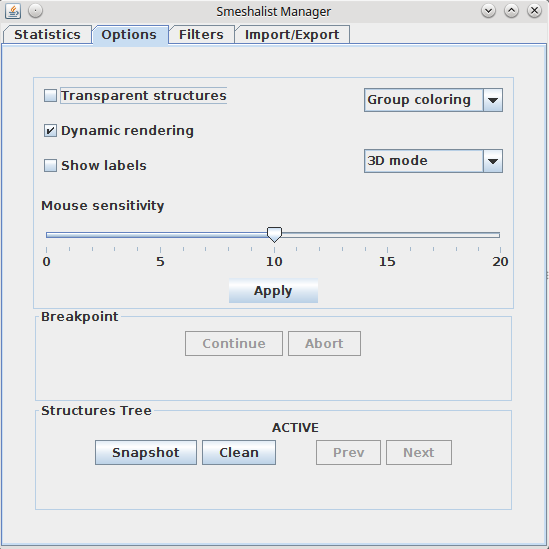 Smeshalist Manager
Statistics Options Filters Import/Export
Transparent structures Group coloring
Dynamic rendering
Show labels 3D mode
Mouse sensitivity
0 5 10 15 20
Apply
Breakpoint
Continue Abort
Structures Tree
ACTIVE
Snapshot Clean Prev Next